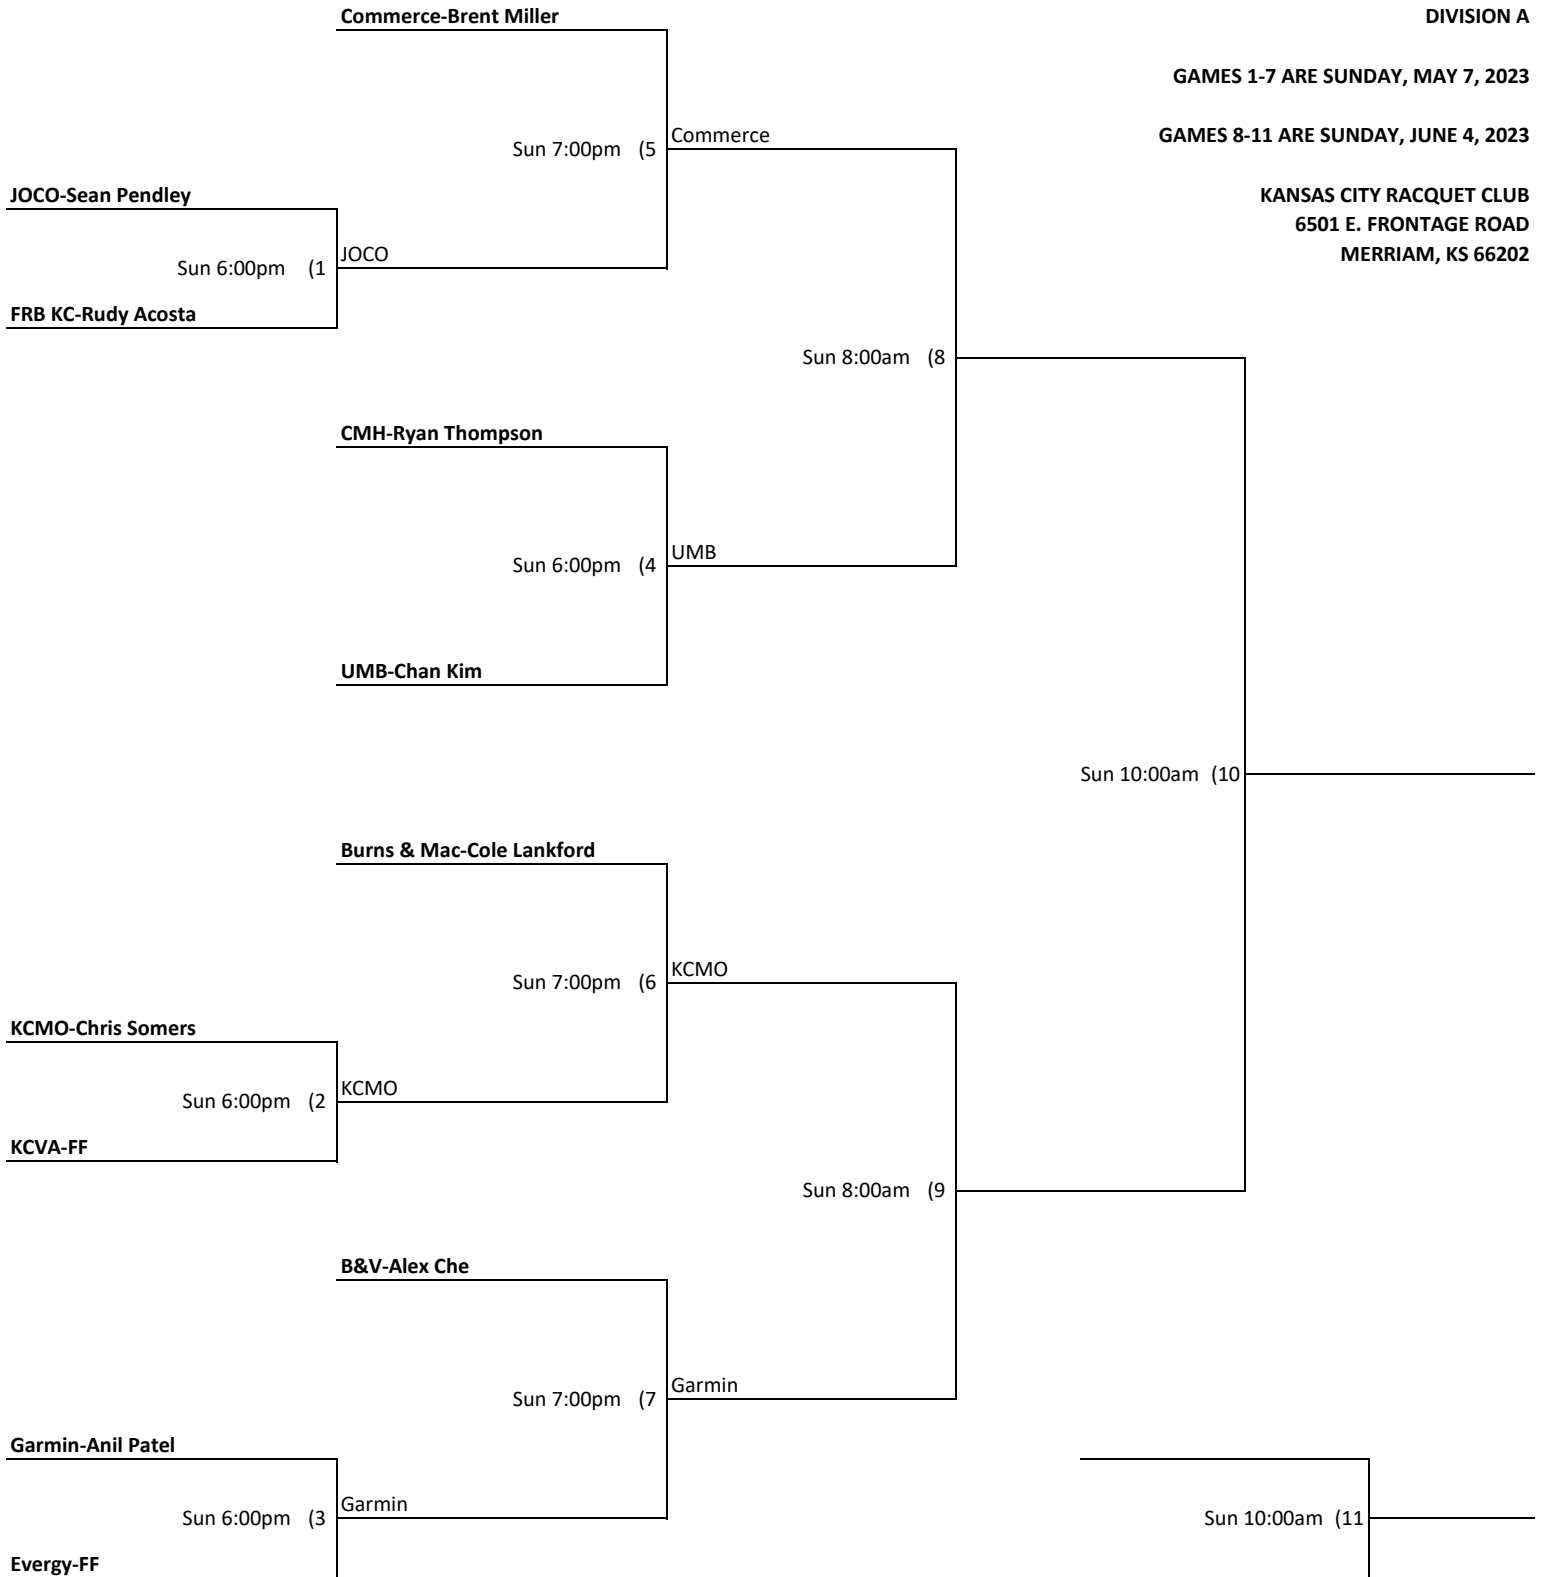 Commerce-Brent Miller
DIVISION A
GAMES 1-7 ARE SUNDAY, MAY 7, 2023
Sun 7:00pm (5
Commerce
GAMES 8-11 ARE SUNDAY, JUNE 4, 2023
JOCO-Sean Pendley
KANSAS CITY RACQUET CLUB
6501 E. FRONTAGE ROAD
Sun 6:00pm (1
JOCO
MERRIAM, KS 66202
FRB KC-Rudy Acosta
Sun 8:00am (8
CMH-Ryan Thompson
Sun 6:00pm (4
UMB
UMB-Chan Kim
Sun 10:00am (10
Burns & Mac-Cole Lankford
Sun 7:00pm (6
KCMO
KCMO-Chris Somers
Sun 6:00pm (2
KCMO
KCVA-FF
Sun 8:00am (9
B&V-Alex Che
Sun 7:00pm (7
Garmin
Garmin-Anil Patel
Sun 6:00pm (3
Garmin
Sun 10:00am (11
Evergy-FF